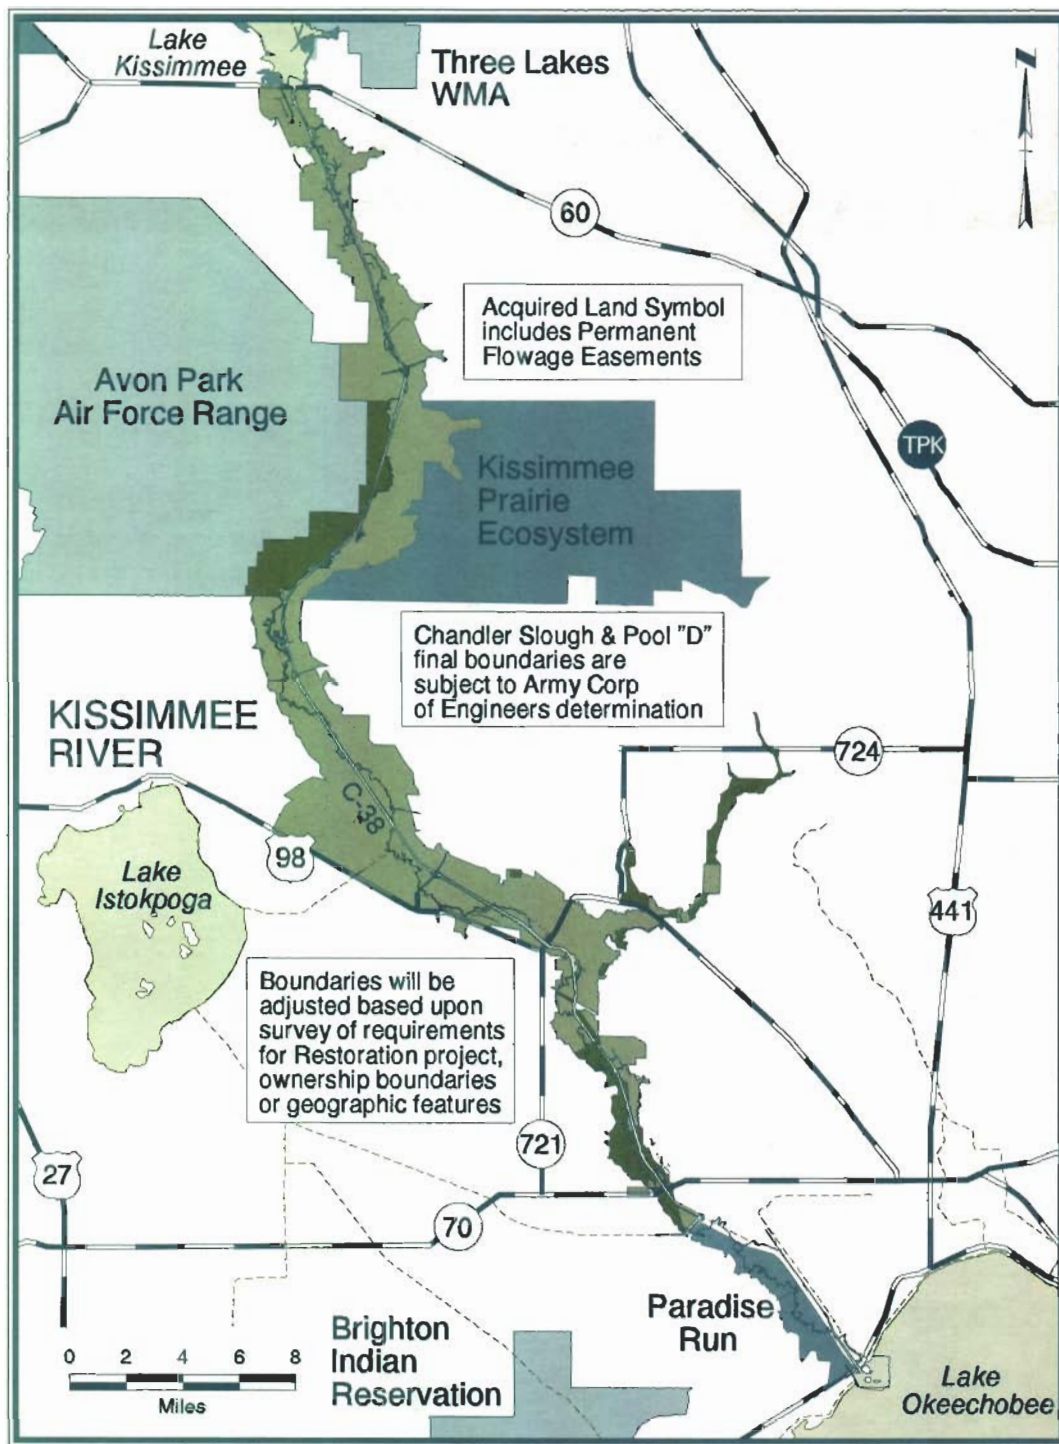 Lake
Kissimmee
Three Lakes
WMA
N
60
Acquired Land Symbol
includes Permanent
Flowage Easements
Avon Park
Air Force Range
TPK
Kissimmee
Prairie
Ecosystem
Chandler Slough & Pool "D"
final boundaries are
subject to Army Corp
of Engineers determination
KISSIMMEE
RIVER
724
C-38
98
Lake
Istokpoga
441
Boundaries will be
adjusted based upon
survey of requirements
for Restoration project,
ownership boundaries
or geographic features
721
27
70
Paradise
Run
Brighton
Indian
Reservation
0 2 4 6 8
Miles
Lake
Okeechobee